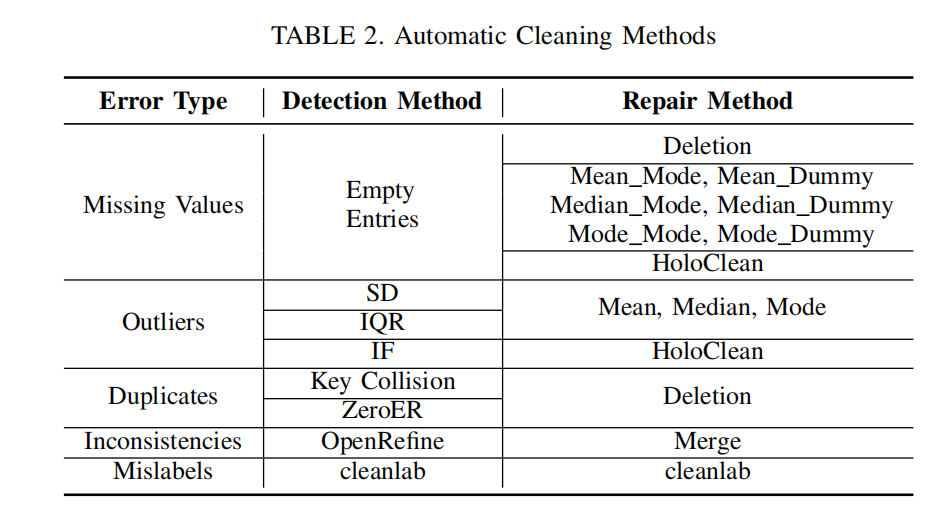 TABLE 2. Automatic Cleaning Methods
Error Type Detection Method Repair Method
Missing Values
Empty
Entries
Deletion
Mean_Mode, Mean_Dummy
Median_Mode, Median_Dummy
Mode_Mode, Mode_Dummy
HoloClean
Outliers
SD
IQR
IF
Mean, Median, Mode
HoloClean
Duplicates
Key Collision
ZeroER
Deletion
Inconsistencies OpenRefine Merge
Mislabels cleanlab cleanlab